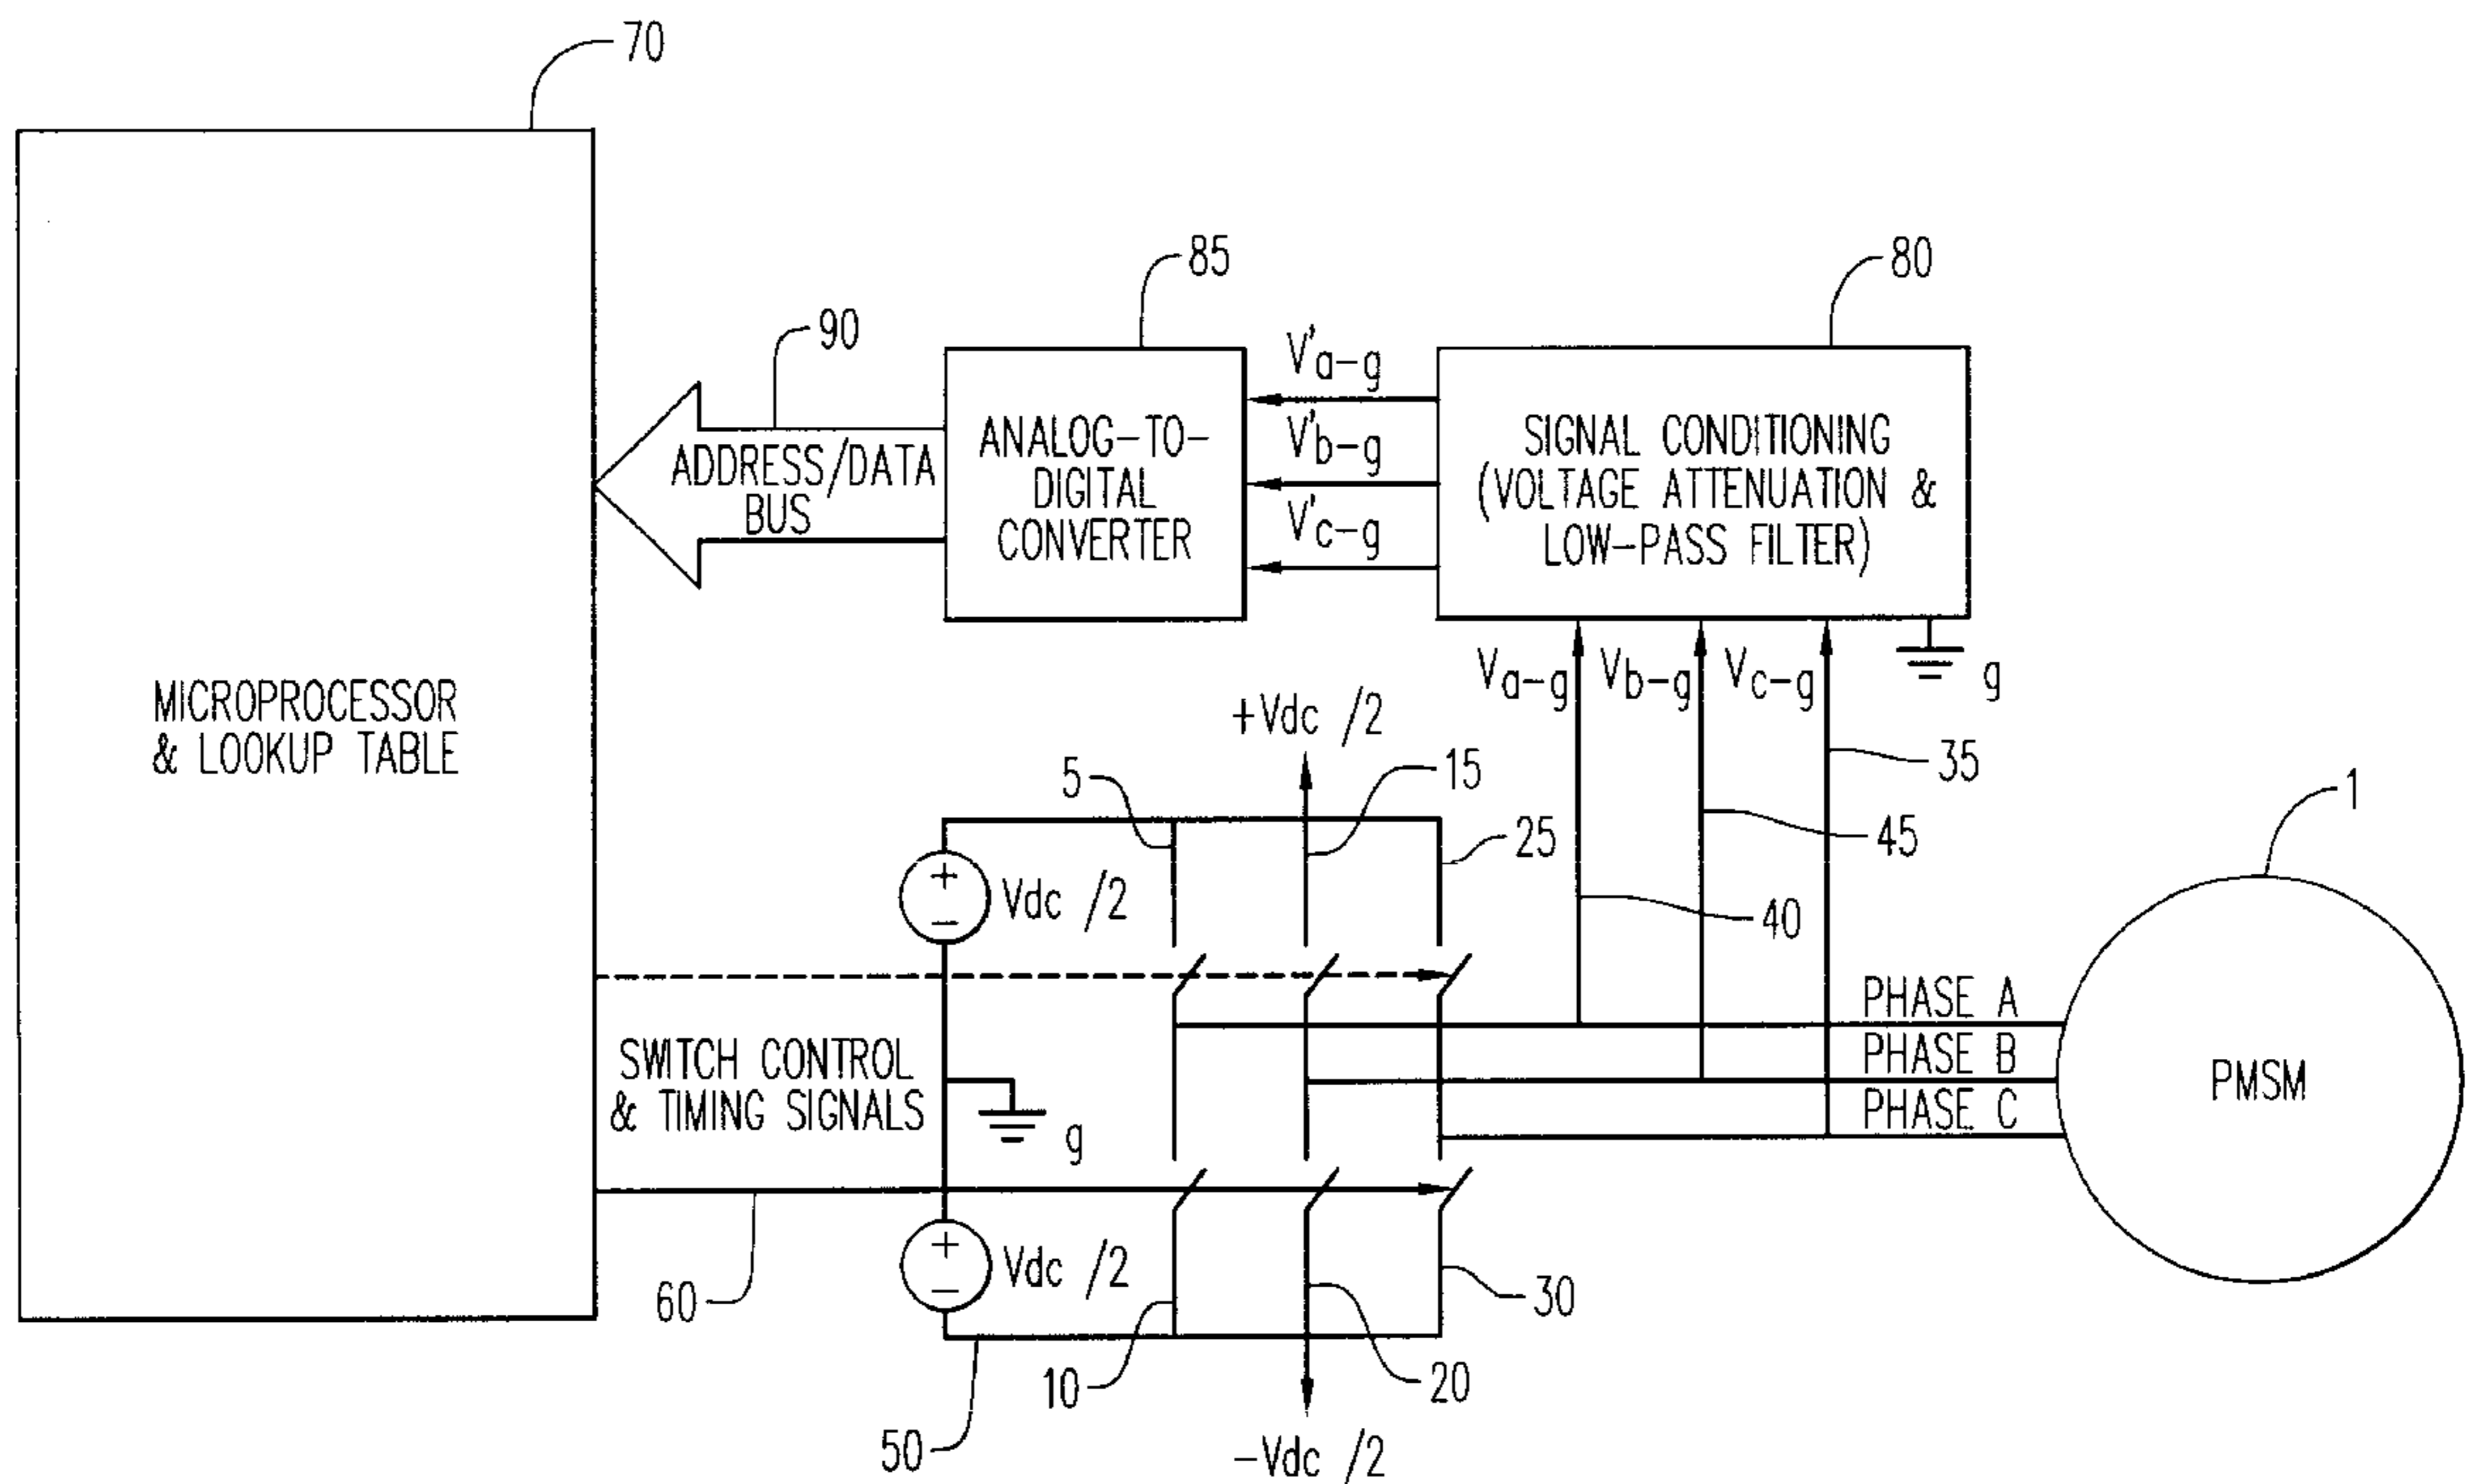 70
85
80
90
V'a-g
V'b-g
V'c-g
ADDRESS/DATA
BUS
ANALOG-TO-
DIGITAL
CONVERTER
SIGNAL CONDITIONING
(VOLTAGE ATTENUATION &
LOW-PASS FILTER)
MICROPROCESSOR
& LOOKUP TABLE
Va-g
Vb-g
Vc-g
g
+Vdc /2
5
15
35
1
25
45
+
-
Vdc /2
40
PHASE A
PHASE B
PHASE C
PMSM
SWITCH CONTROL
& TIMING SIGNALS
g
+
-
Vdc /2
60
30
10
20
50
-Vdc /2